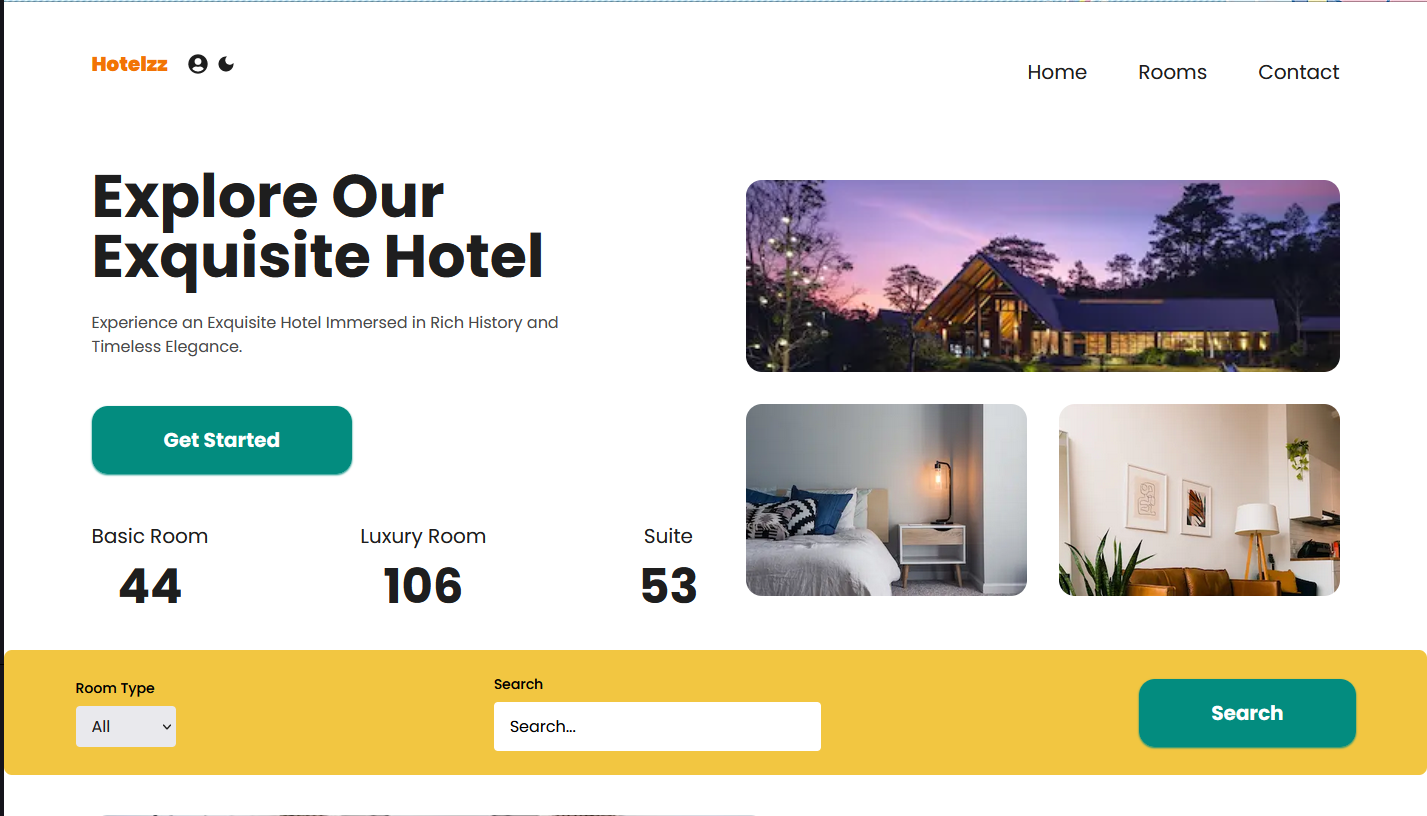 Hotelzz
Home Rooms Contact
Explore Our
Exquisite Hotel
Experience an Exquisite Hotel Immersed in Rich History and
Timeless Elegance.
Get Started
Basic Room Luxury Room Suite
44 106 53
Room Type
All
Search
Search...
Search